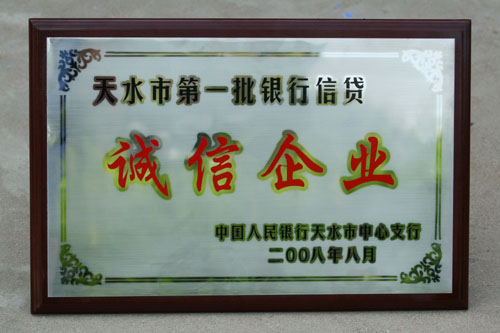 天水市第一批银行信贷
诚信企业
中国人民银行天水市中心支行
二00八年八月